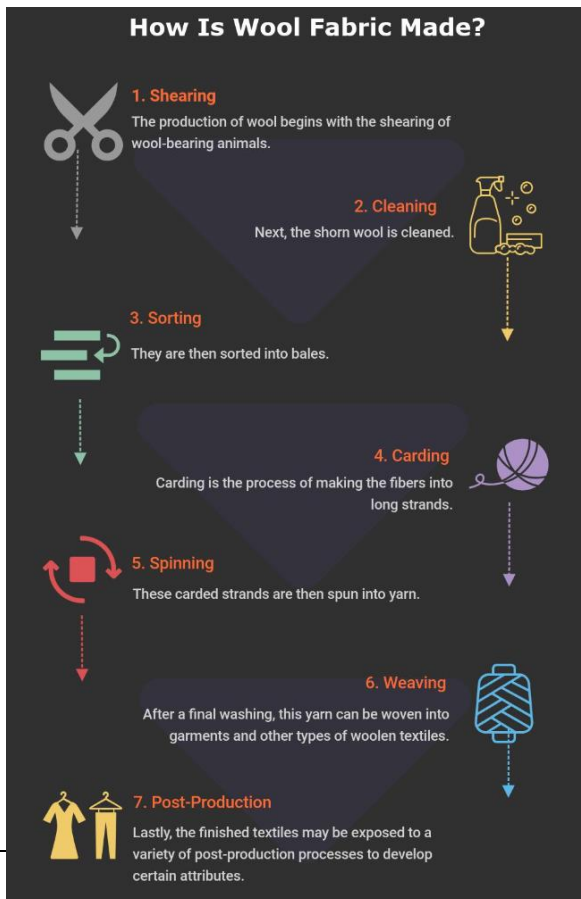 How Is Wool Fabric Made?
1. Shearing
The production of wool begins with the shearing of
wool-bearing animals.
2. Cleaning
Next, the shorn wool is cleaned.
3. Sorting
They are then sorted into bales.
4. Carding
Carding is the process of making the fibers into
long strands.
5. Spinning
These carded strands are then spun into yarn.
6. Weaving
After a final washing, this yarn can be woven into
garments and other types of woolen textiles.
7. Post-Production
Lastly, the finished textiles may be exposed to a
variety of post-production processes to develop
certain attributes.